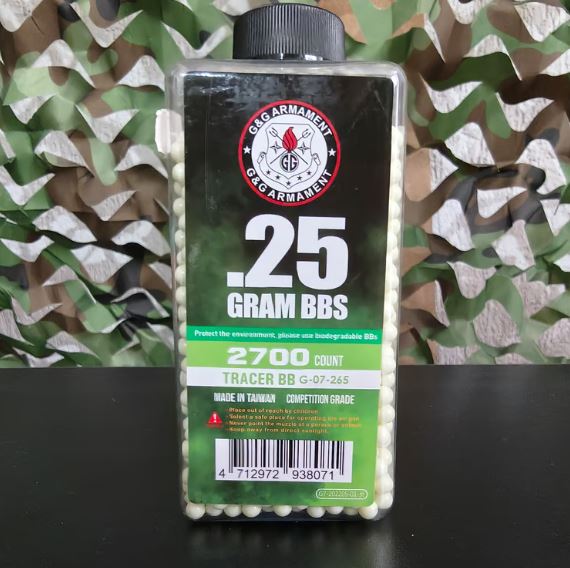 G&G ARMAMENT
GG
G&G ARMAMENT
.25
GRAM BBS
Protect the environment, please use biodegradable BBs
2700 COUNT
TRACER BB G-07-265
MADE IN TAIWAN COMPETITION GRADE
-Place out of reach by children.
-Select a safe place for operating the air gun
-Never point the muzzle at a person or animal
-Keep away from direct sunlight.
4 712972 938071